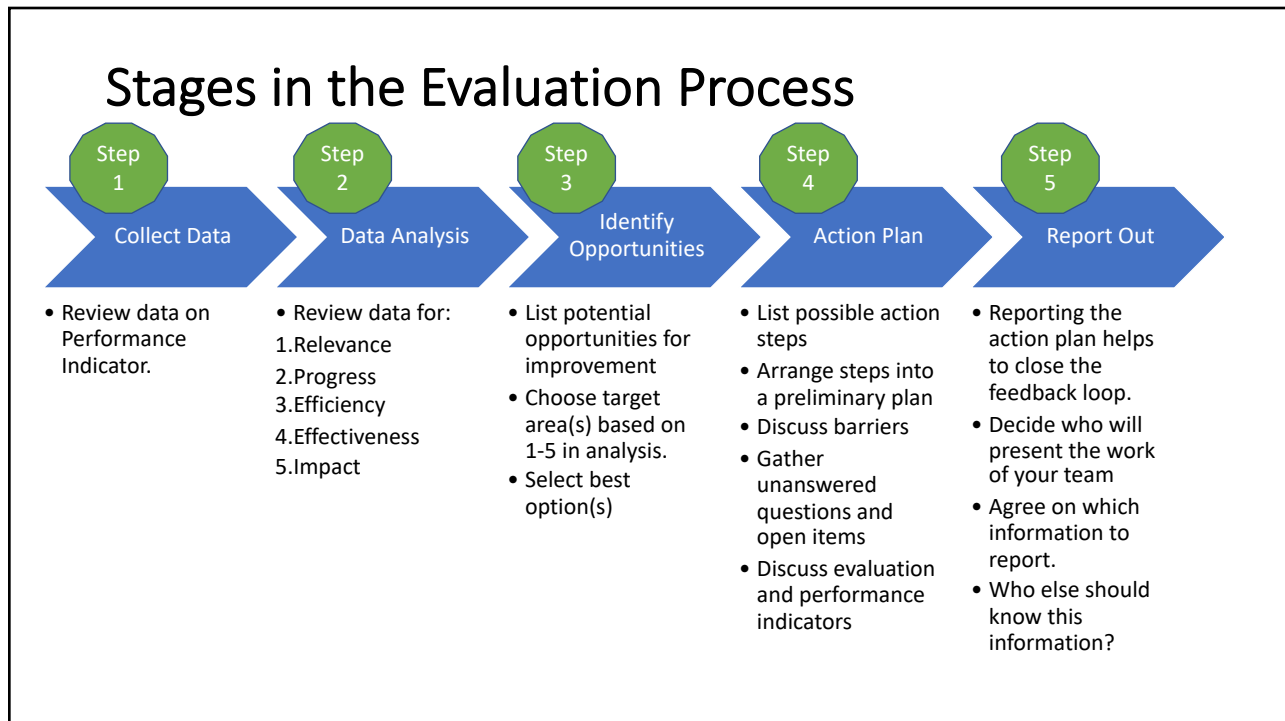 Stages in the Evaluation Process
Step
1
Collect Data
• Review data on
Performance
Indicator.
Step
2
Data Analysis
• Review data for:
1.Relevance
2.Progress
3.Efficiency
4.Effectiveness
5.Impact
Step
3
Identify
Opportunities
• List potential
opportunities for
improvement
• Choose target
area(s) based on
1-5 in analysis.
• Select best
option(s)
Step
4
Action Plan
• List possible action
steps
• Arrange steps into
a preliminary plan
• Discuss barriers
• Gather
unanswered
questions and
open items
• Discuss evaluation
and performance
indicators
Step
5
Report Out
• Reporting the
action plan helps
to close the
feedback loop.
• Decide who will
present the work
of your team
• Agree on which
information to
report.
• Who else should
know this
information?